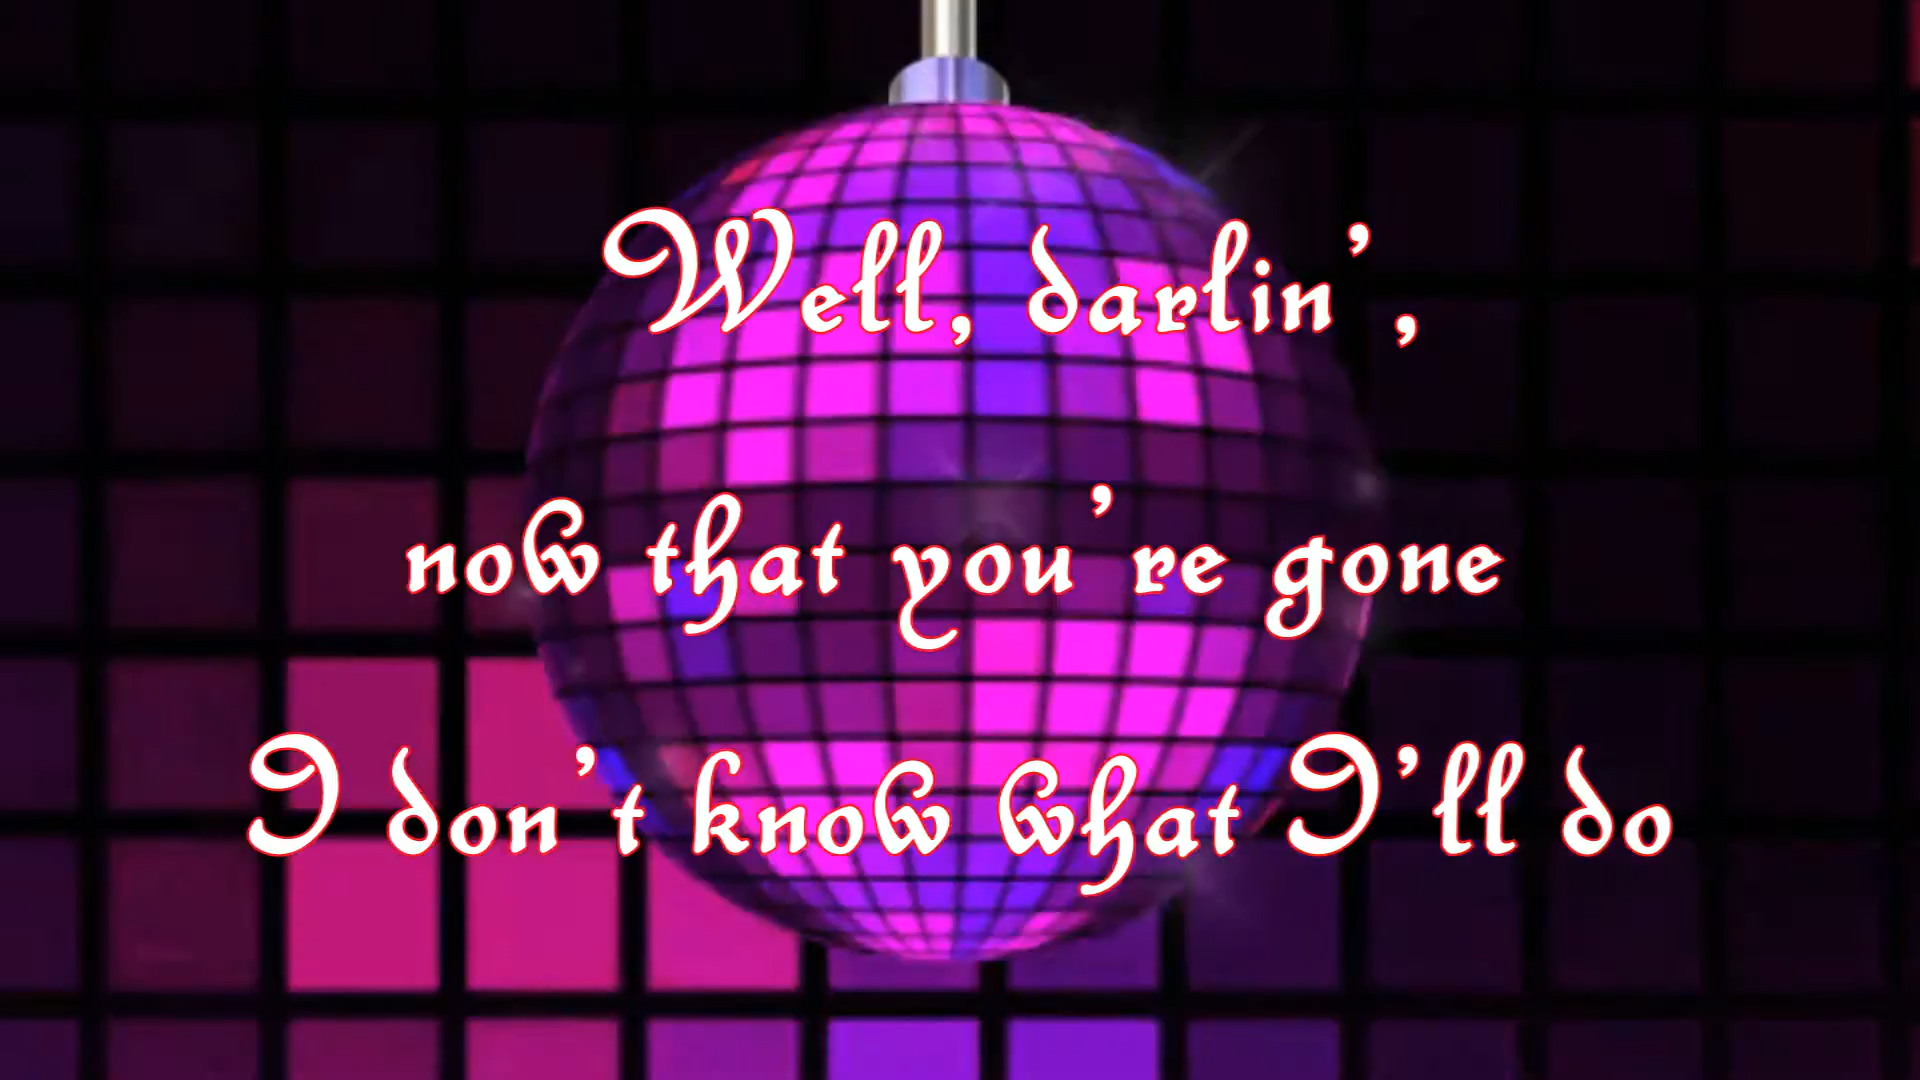 Well, darlin’,
now that you’re gone
I don’t know what I’ll do